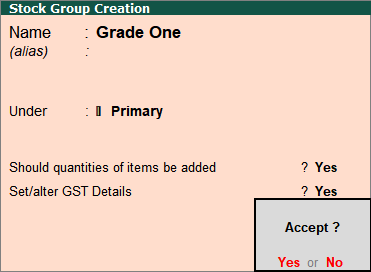 Stock Group Creation
Name : Grade One
(alias) :
Under : ▯ Primary
Should quantities of items be added ? Yes
Set/alter GST Details ? Yes
Accept ?
Yes or No